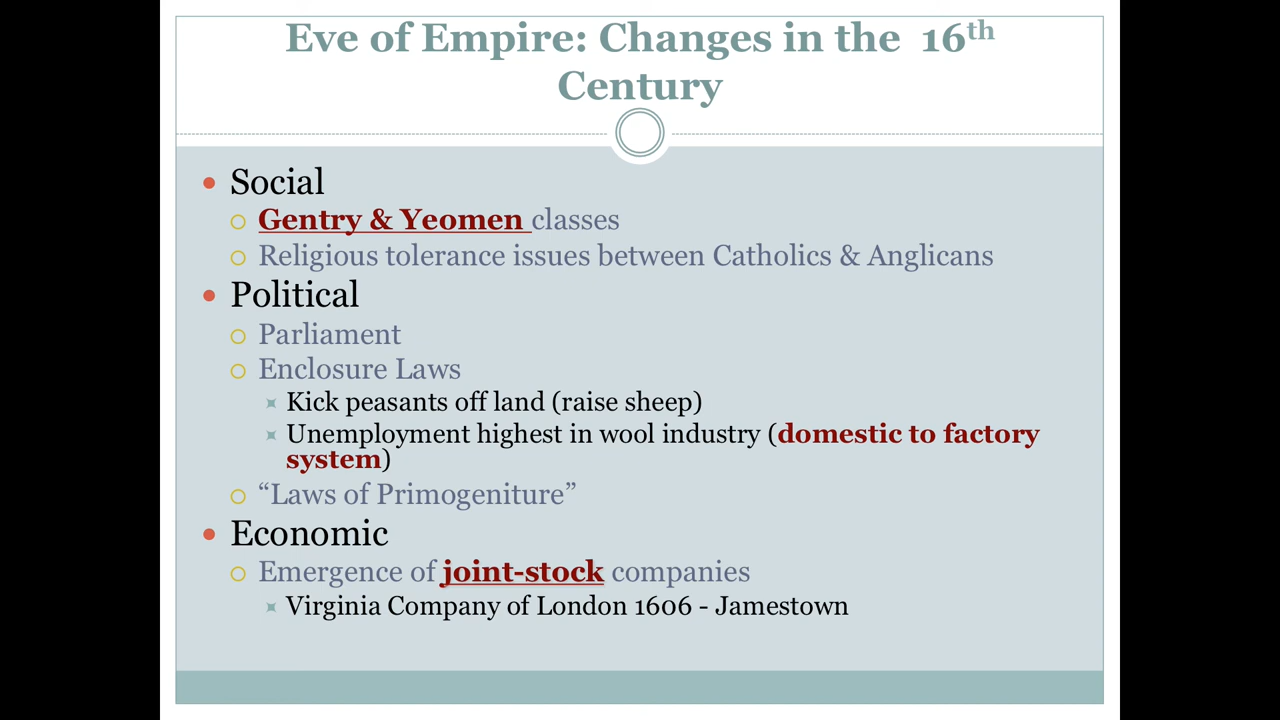 Eve of Empire: Changes in the 16th
Century
Social
Gentry & Yeomen classes
Religious tolerance issues between Catholics & Anglicans
Political
Parliament
Enclosure Laws
Kick peasants off land (raise sheep)
Unemployment highest in wool industry (domestic to factory
system)
“Laws of Primogeniture”
Economic
Emergence of joint-stock companies
Virginia Company of London 1606 - Jamestown